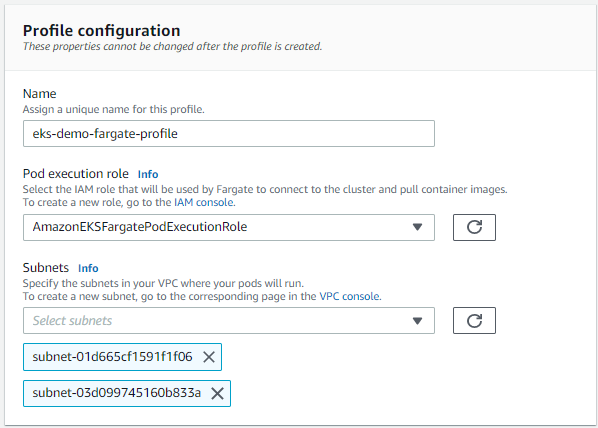 Profile configuration
These properties cannot be changed after the profile is created.
Name
Assign a unique name for this profile.
eks-demo-fargate-profile
Pod execution role Info
Select the IAM role that will be used by Fargate to connect to the cluster and pull container images.
To create a new role, go to the IAM console.
AmazonEKSFargatePodExecutionRole
Subnets Info
Specify the subnets in your VPC where your pods will run.
To create a new subnet, go to the corresponding page in the VPC console.
Select subnets
subnet-01d665cf1591f1f06
subnet-03d099745160b833a